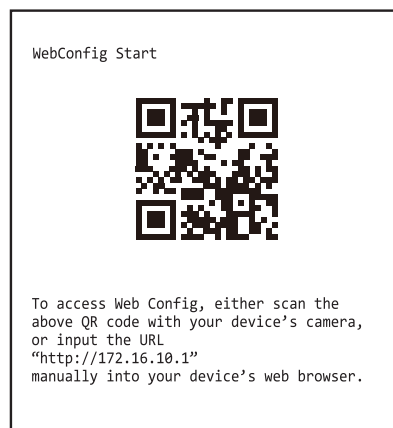 WebConfig Start
To access Web Config, either scan the
above QR code with your device’s camera,
or input the URL
“http://172.16.10.1”
manually into your device’s web browser.